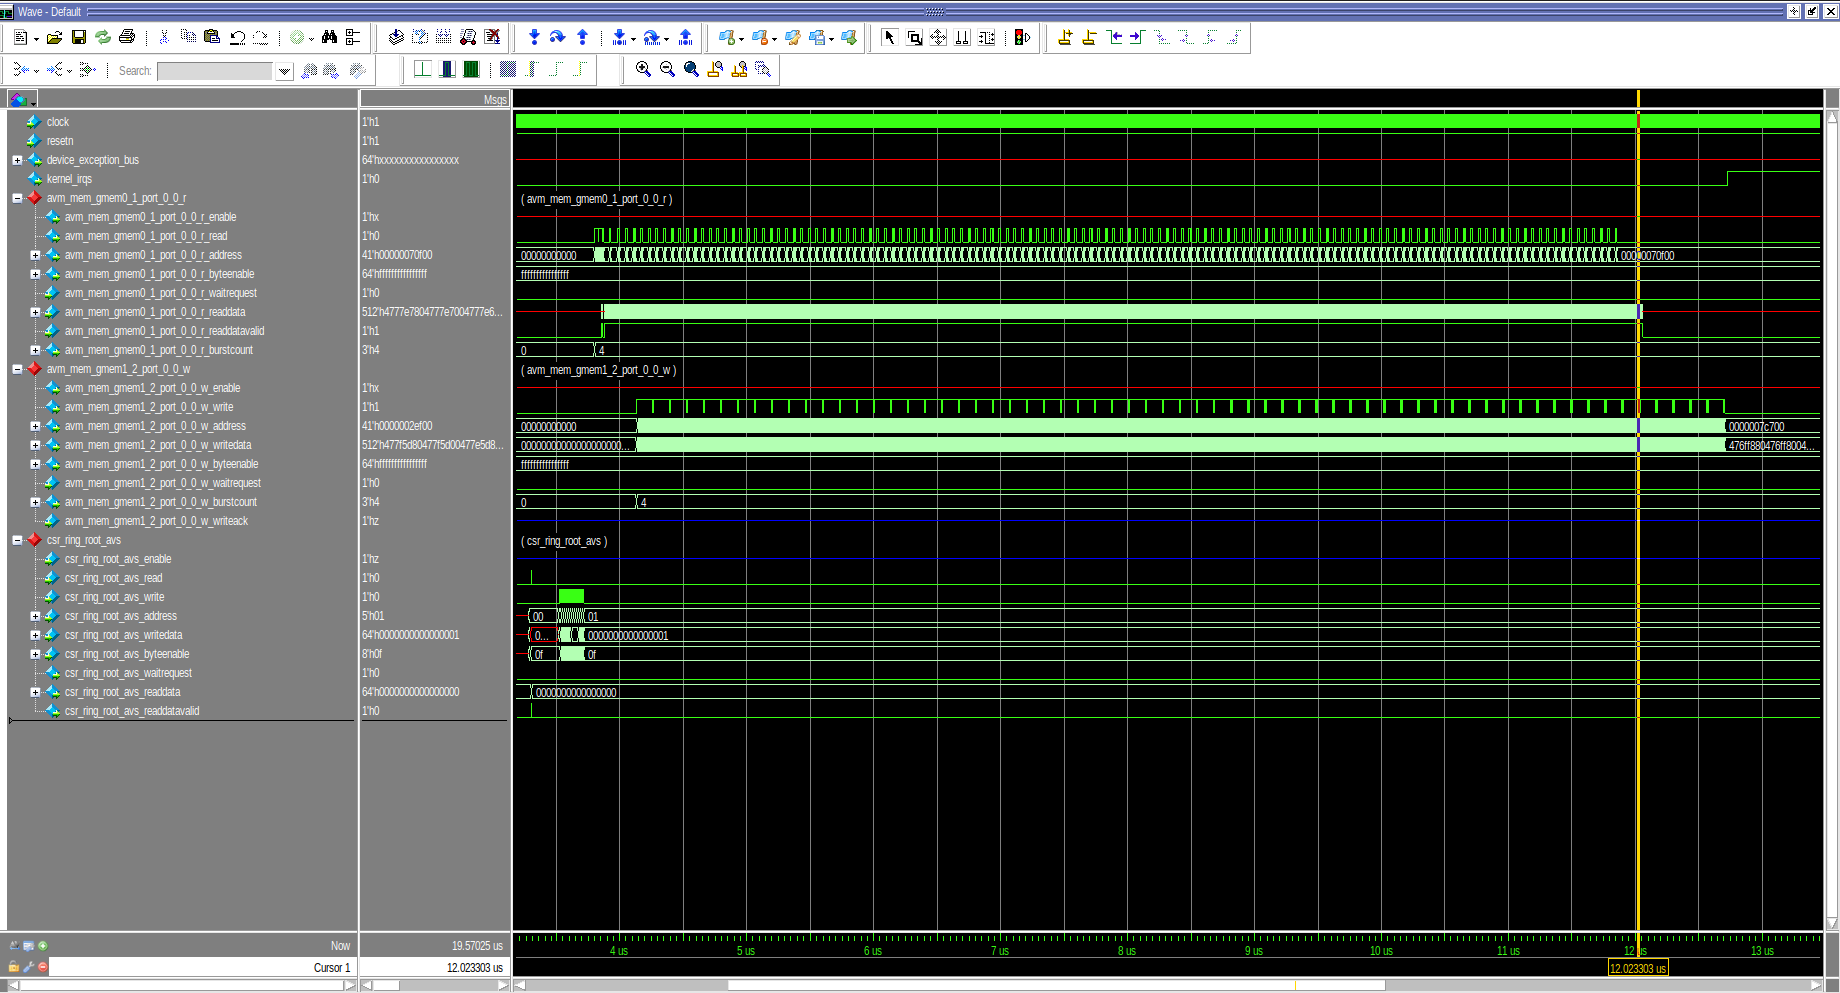 Wave - Default
Search:
Msgs
clock 1'h1
resetn 1'h1
device_exception_bus 64'hxxxxxxxxxxxxxxxx
kernel_irqs 1'h0
avm_mem_gmem0_1_port_0_0_r ( avm_mem_gmem0_1_port_0_0_r )
avm_mem_gmem0_1_port_0_0_r_enable 1'hx
avm_mem_gmem0_1_port_0_0_r_read 1'h0
avm_mem_gmem0_1_port_0_0_r_address 41'h00000070f00 00000000000 00000070f00
avm_mem_gmem0_1_port_0_0_r_byteenable 64'hffffffffffffffff ffffffffffffffff
avm_mem_gmem0_1_port_0_0_r_waitrequest 1'h0
avm_mem_gmem0_1_port_0_0_r_readdata 512'h4777e7804777e7004777e6...
avm_mem_gmem0_1_port_0_0_r_readdatavalid 1'h1
avm_mem_gmem0_1_port_0_0_r_burstcount 3'h4 0 4
avm_mem_gmem1_2_port_0_0_w ( avm_mem_gmem1_2_port_0_0_w )
avm_mem_gmem1_2_port_0_0_w_enable 1'hx
avm_mem_gmem1_2_port_0_0_w_write 1'h1
avm_mem_gmem1_2_port_0_0_w_address 41'h0000002ef00 00000000000 0000007c700
avm_mem_gmem1_2_port_0_0_w_writedata 512'h477f5d80477f5d00477e5d8... 00000000000000000000... 476ff880476ff8004...
avm_mem_gmem1_2_port_0_0_w_byteenable 64'hffffffffffffffff ffffffffffffffff
avm_mem_gmem1_2_port_0_0_w_waitrequest 1'h0
avm_mem_gmem1_2_port_0_0_w_burstcount 3'h4 0 4
avm_mem_gmem1_2_port_0_0_w_writeack 1'hz
csr_ring_root_avs ( csr_ring_root_avs )
csr_ring_root_avs_enable 1'hz
csr_ring_root_avs_read 1'h0
csr_ring_root_avs_write 1'h0
csr_ring_root_avs_address 5'h01 00 01
csr_ring_root_avs_writedata 64'h0000000000000001 0... 0000000000000001
csr_ring_root_avs_byteenable 8'h0f 0f 0f
csr_ring_root_avs_waitrequest 1'h0
csr_ring_root_avs_readdata 64'h0000000000000000 0000000000000000
csr_ring_root_avs_readdatavalid 1'h0
Now 19.57025 us 4 us 5 us 6 us 7 us 8 us 9 us 10 us 11 us 12 us 13 us
Cursor 1 12.023303 us 12.023303 us